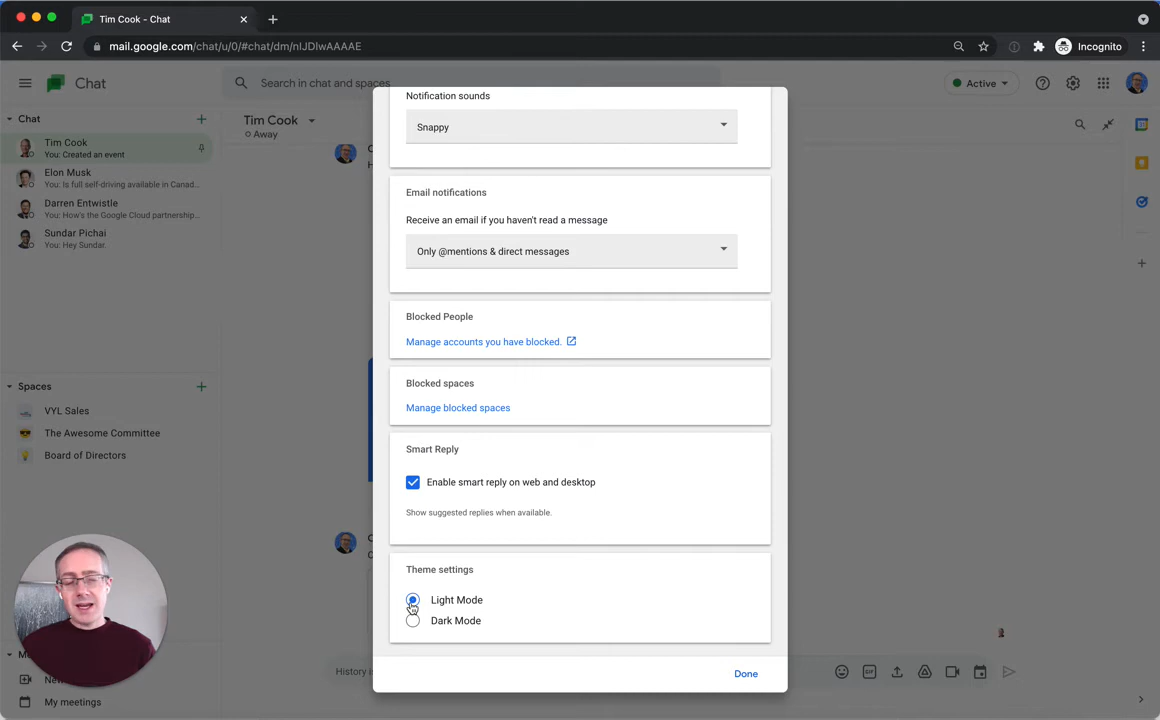 Tim Cook - Chat
mail.google.com/chat/u/0/#chat/dm/nIJDIwAAAAE
Incognito
Chat
Search in chat and spaces
Active
Chat
Tim Cook
You: Created an event
Elon Musk
You: Is full self-driving available in Canad...
Darren Entwistle
You: How's the Google Cloud partnership...
Sundar Pichai
You: Hey Sundar.
Spaces
VYL Sales
The Awesome Committee
Board of Directors
My meetings
Tim Cook
Away
Notification sounds
Snappy
Email notifications
Receive an email if you haven't read a message
Only @mentions & direct messages
Blocked People
Manage accounts you have blocked.
Blocked spaces
Manage blocked spaces
Smart Reply
Enable smart reply on web and desktop
Show suggested replies when available.
Theme settings
Light Mode
Dark Mode
History is
GIF
Done